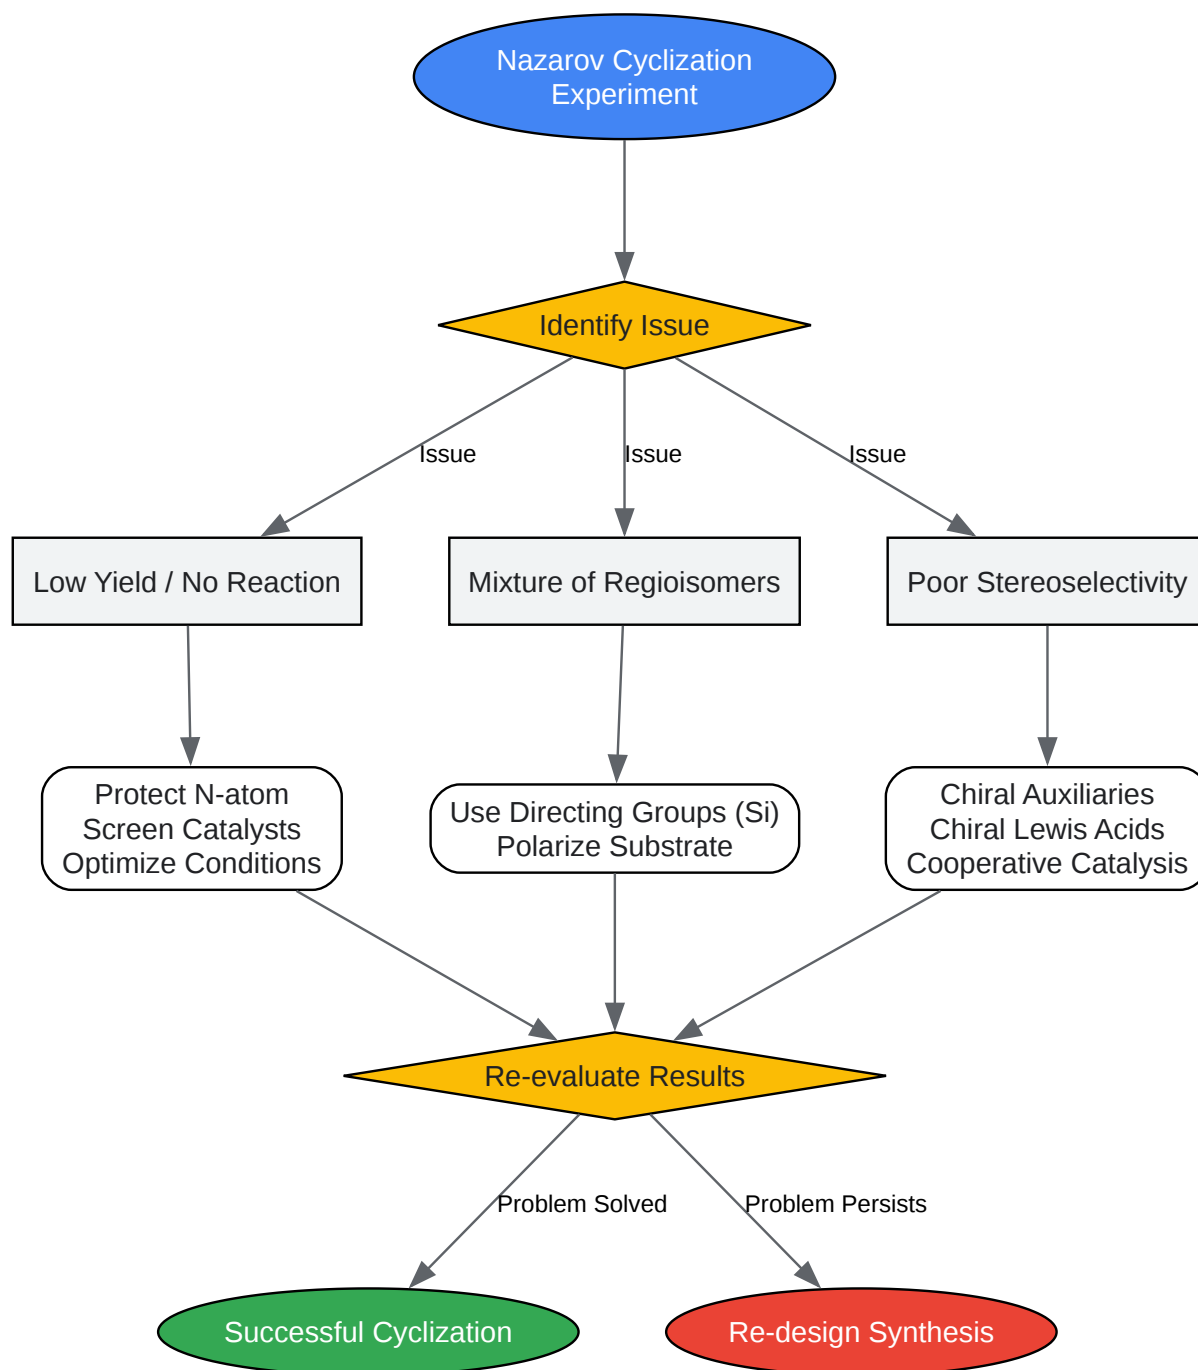 Nazarov Cyclization
Experiment
Identify Issue
Issue
Issue
Issue
Low Yield / No Reaction
Mixture of Regioisomers
Poor Stereoselectivity
Protect N-atom
Screen Catalysts
Optimize Conditions
Use Directing Groups (Si)
Polarize Substrate
Chiral Auxiliaries
Chiral Lewis Acids
Cooperative Catalysis
Re-evaluate Results
Problem Solved
Problem Persists
Successful Cyclization
Re-design Synthesis